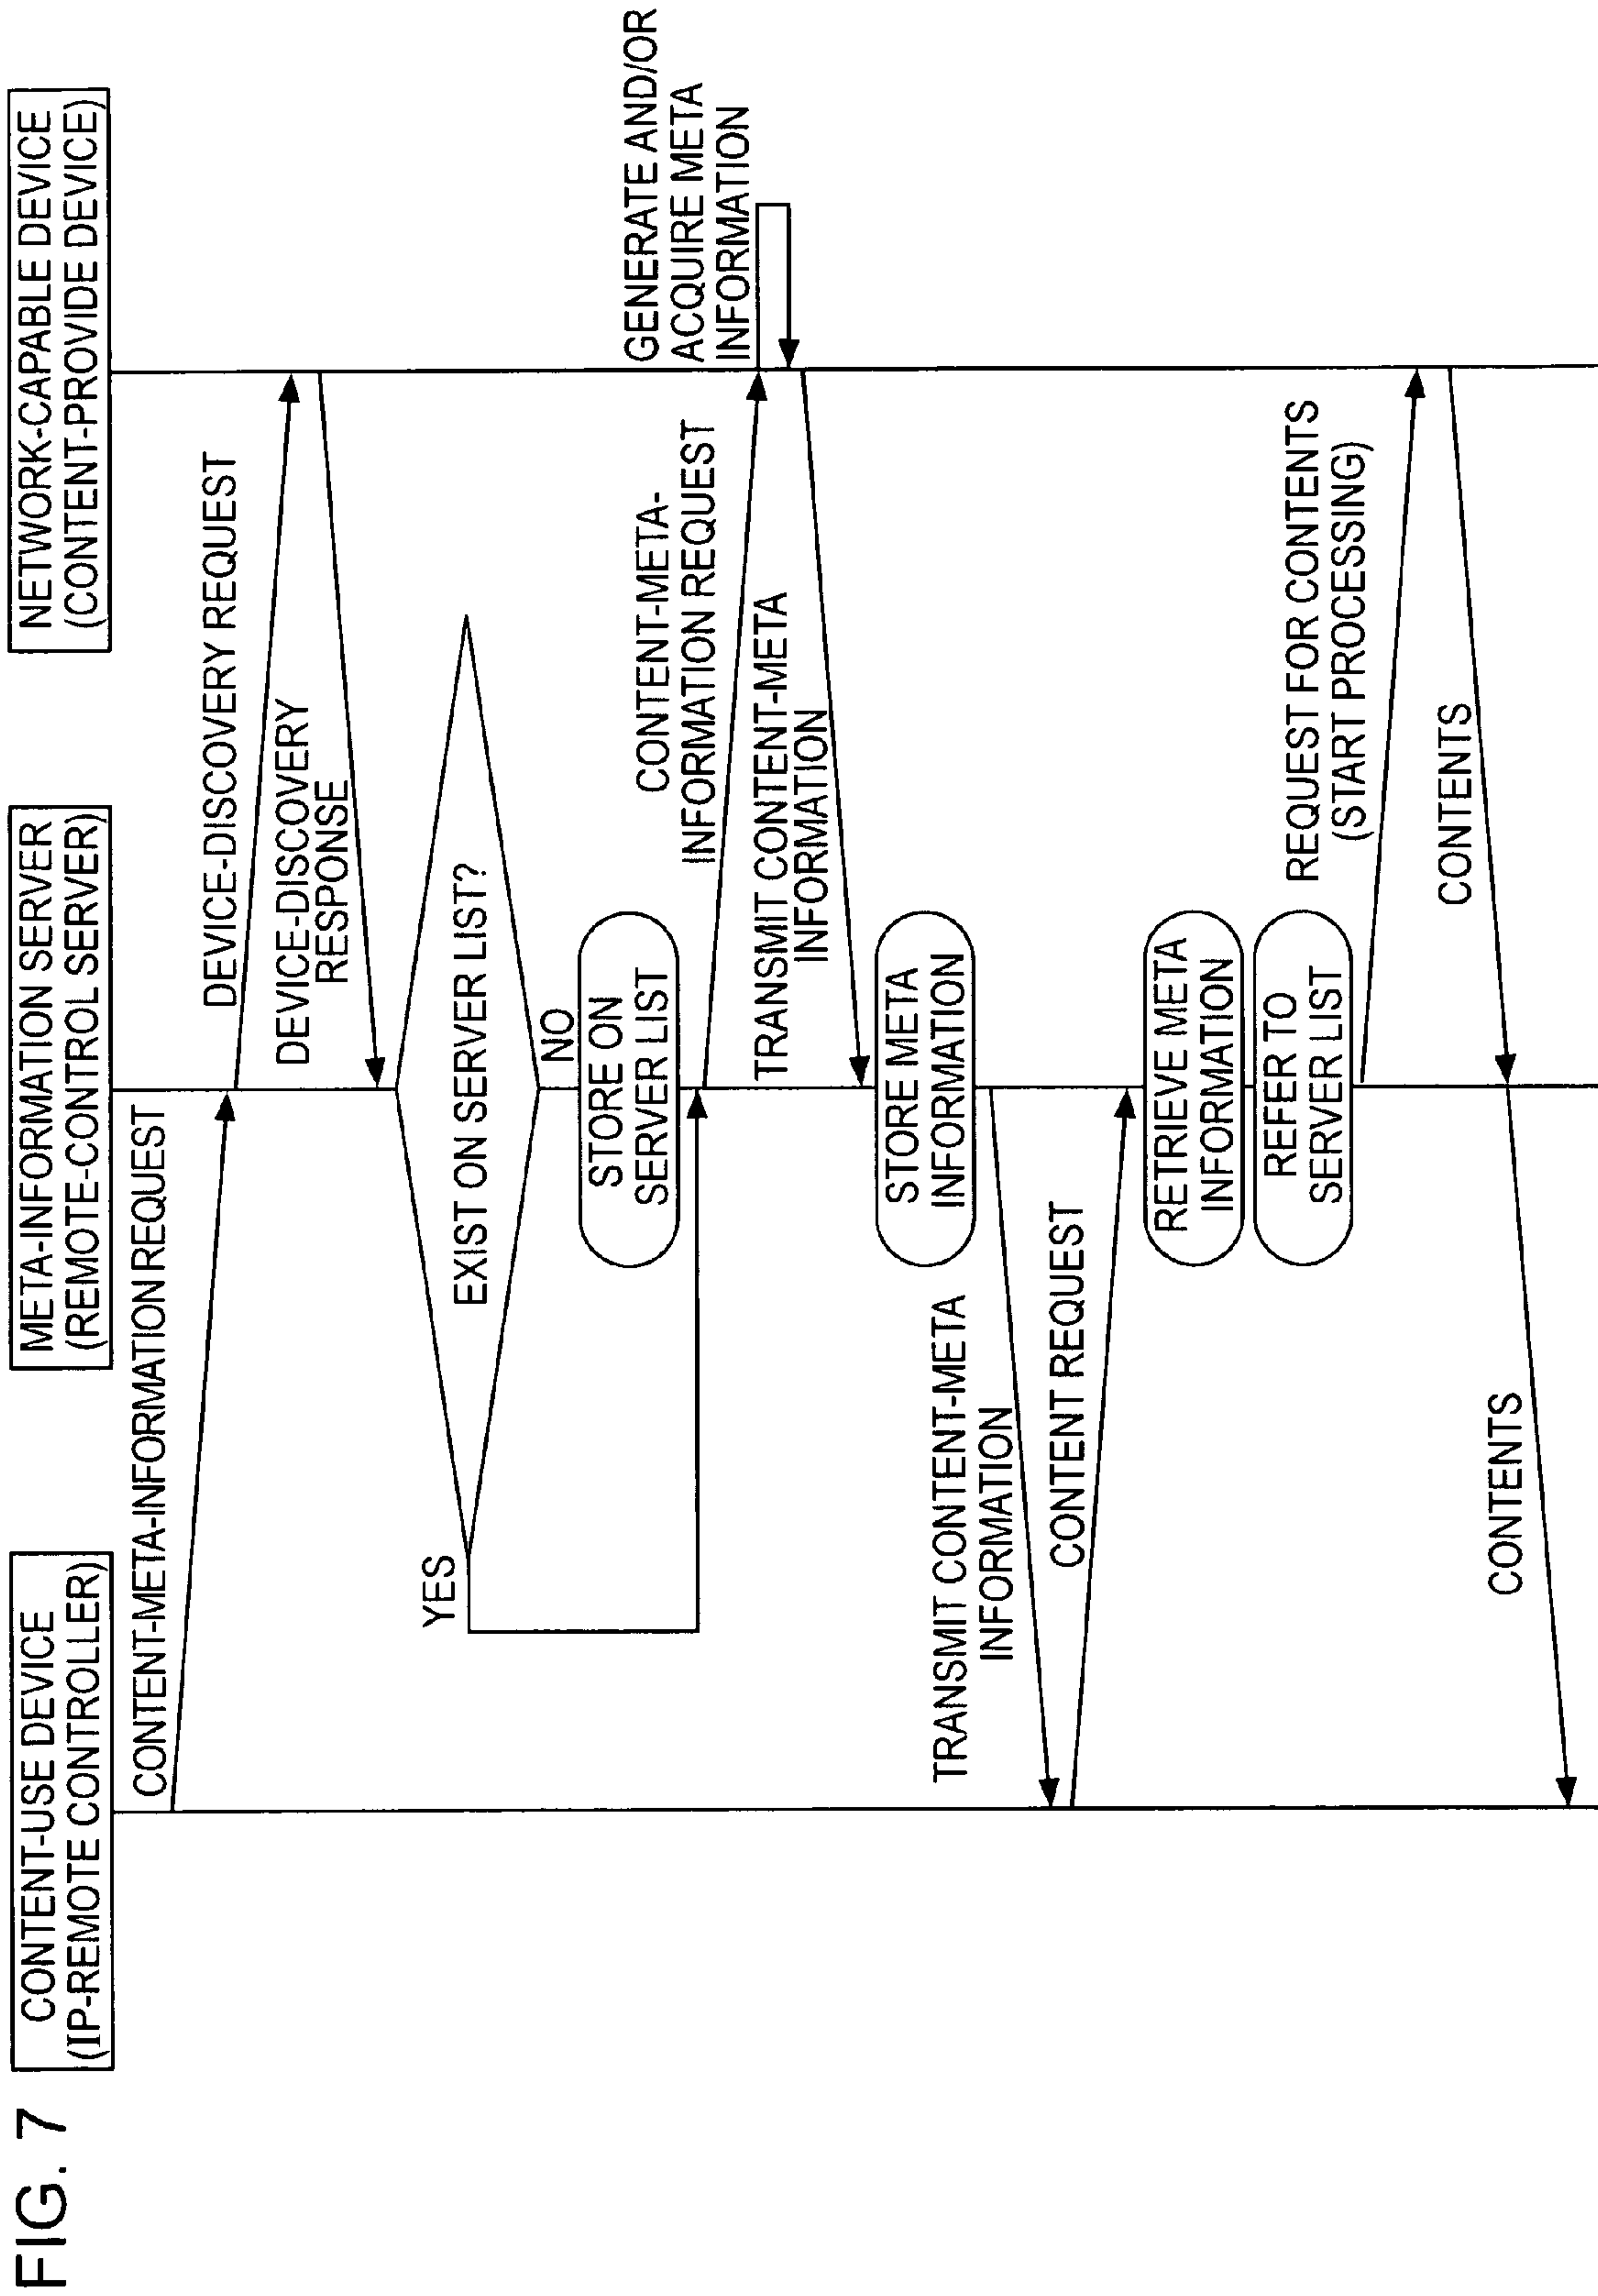 FIG. 7
CONTENT-USE DEVICE
(IP-REMOTE CONTROLLER)
META-INFORMATION SERVER
(REMOTE-CONTROL SERVER)
NETWORK-CAPABLE DEVICE
(CONTENT-PROVIDE DEVICE)
CONTENT-META-INFORMATION REQUEST
DEVICE-DISCOVERY REQUEST
DEVICE-DISCOVERY
RESPONSE
EXIST ON SERVER LIST?
YES
NO
STORE ON
SERVER LIST
CONTENT-META-
INFORMATION REQUEST
GENERATE AND/OR
ACQUIRE META
INFORMATION
TRANSMIT CONTENT-META
INFORMATION
STORE META
INFORMATION
TRANSMIT CONTENT-META
INFORMATION
CONTENT REQUEST
RETRIEVE META
INFORMATION
REFER TO
SERVER LIST
REQUEST FOR CONTENTS
(START PROCESSING)
CONTENTS
CONTENTS